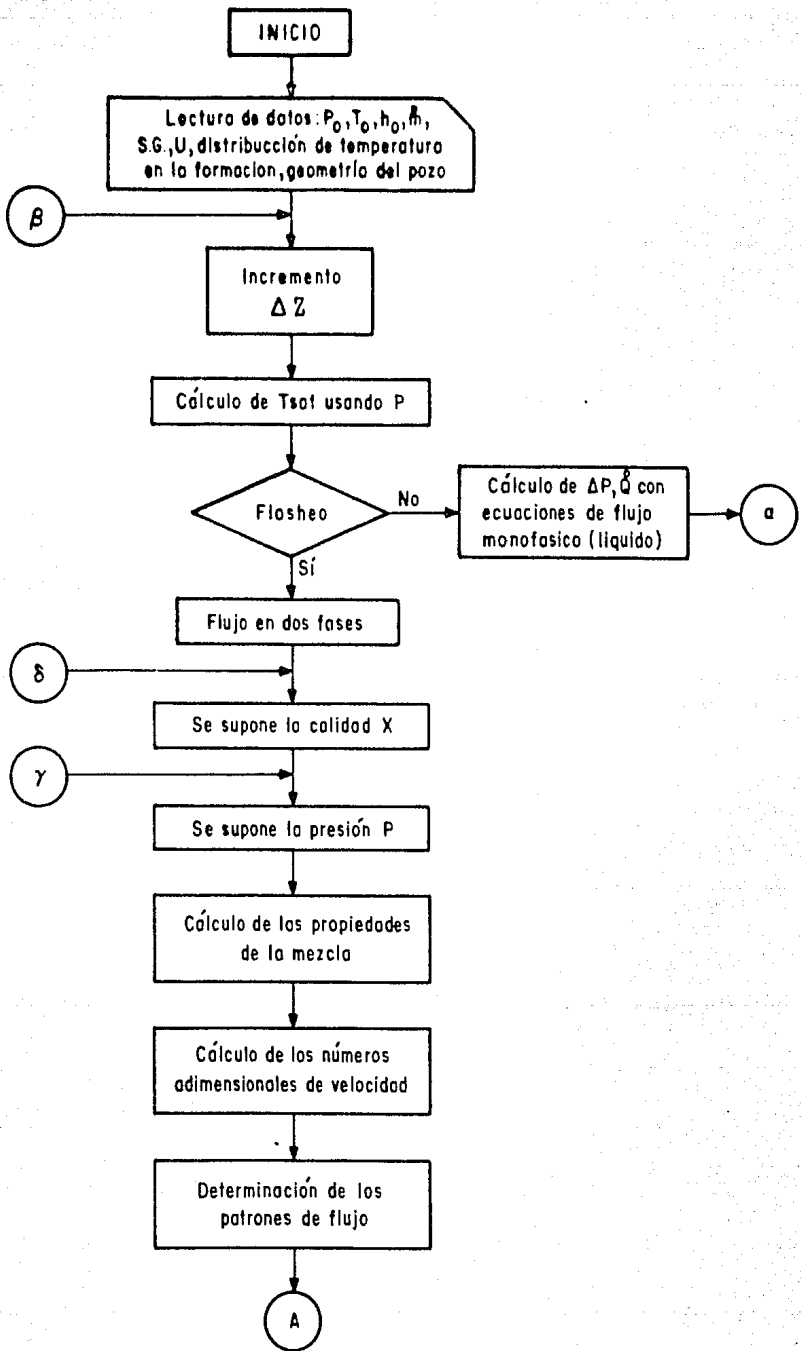 INICIO
Lectura de datos: P₀, T₀, h₀, ṁ,
S.G., U, distribucción de temperatura
en la formacion, geometría del pozo
β
Incremento
Δ Z
Cálculo de Tsat usando P
Flasheo
No
Cálculo de ΔP, Q̊ con
ecuaciones de flujo
monofasico (liquido)
α
Sí
Flujo en dos fases
δ
Se supone la calidad X
γ
Se supone la presión P
Cálculo de las propiedades
de la mezcla
Cálculo de los números
adimensionales de velocidad
Determinación de los
patrones de flujo
A